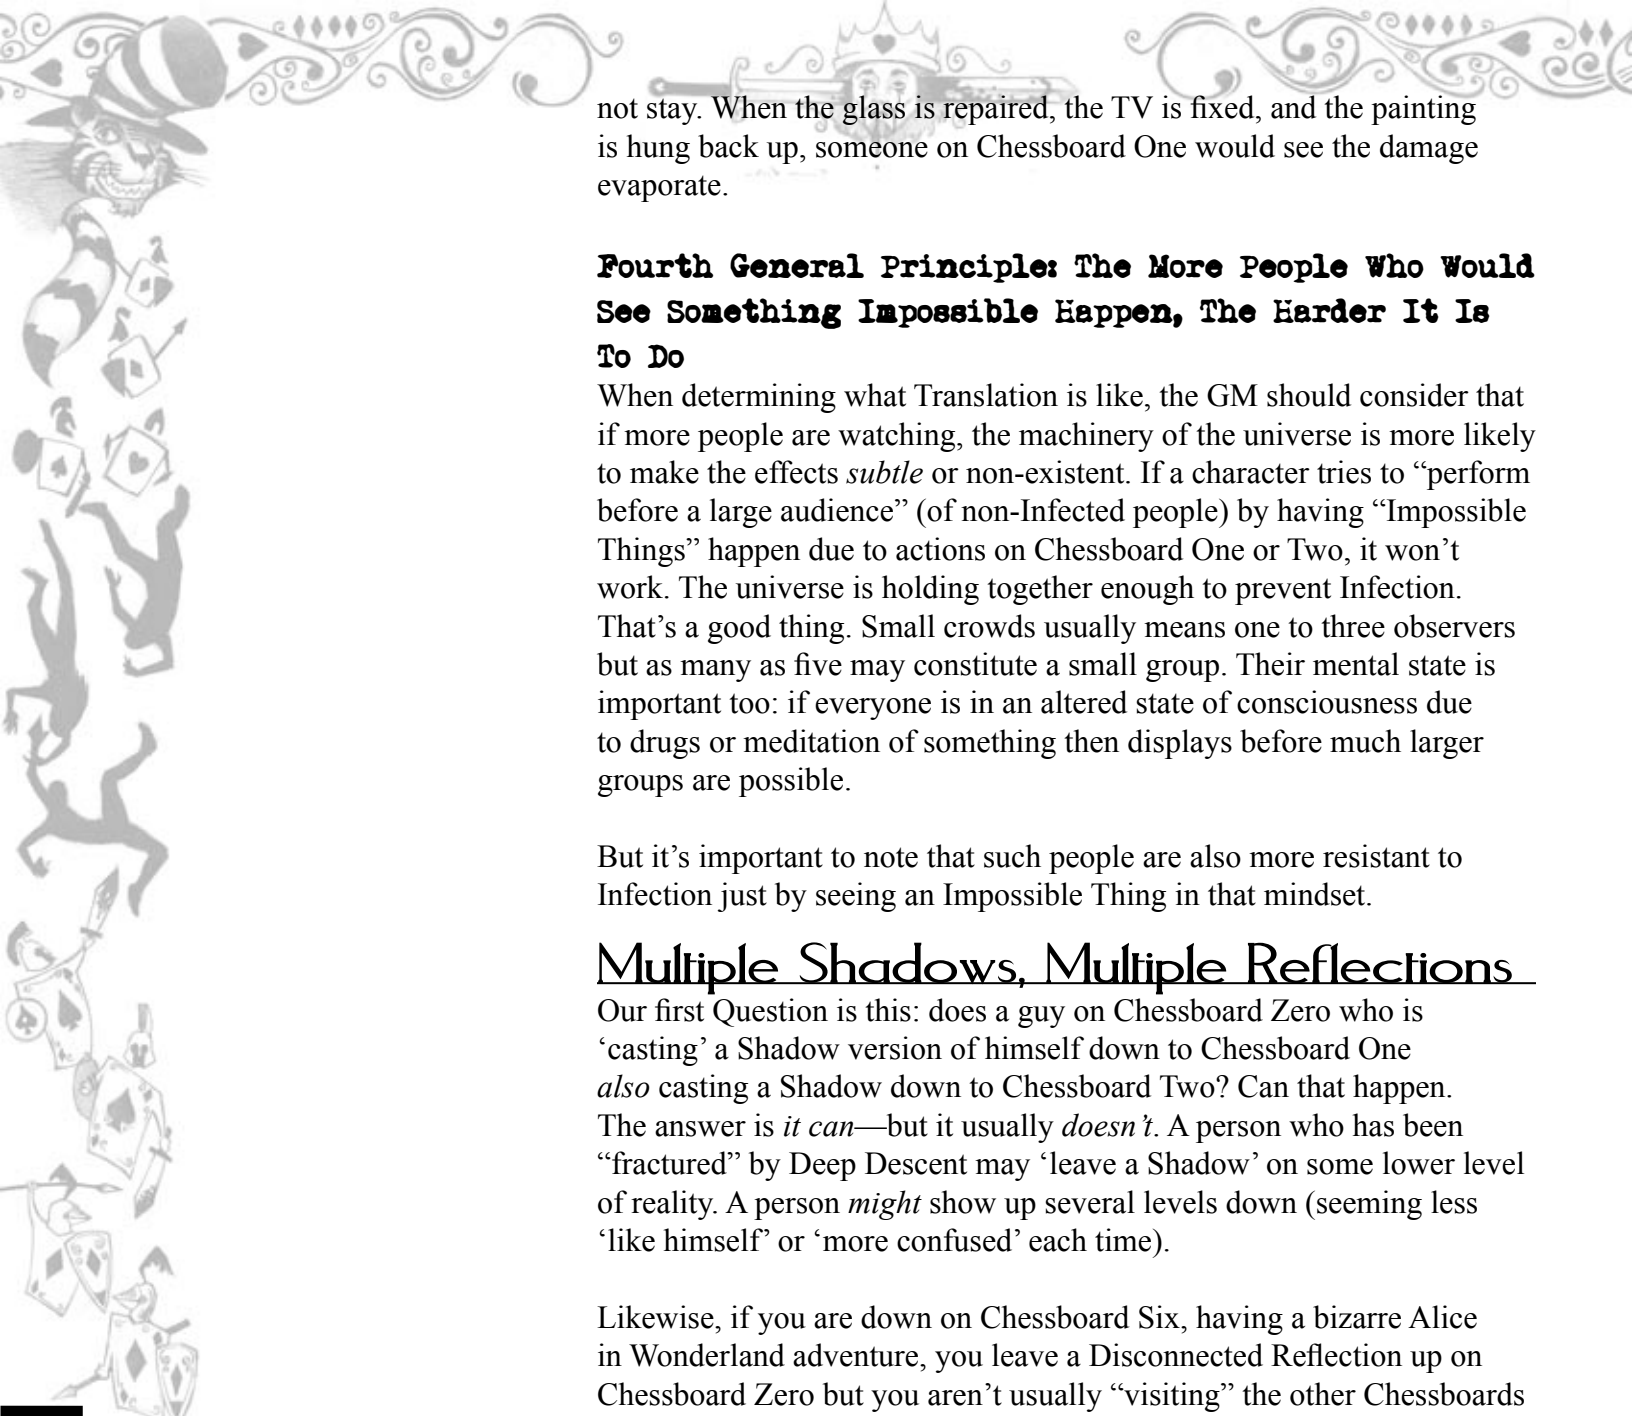 not stay. When the glass is repaired, the TV is fixed, and the painting
is hung back up, someone on Chessboard One would see the damage
evaporate.
Fourth General Principle: The More People Who Would
See Something Impossible Happen, The Harder It Is
To Do
When determining what Translation is like, the GM should consider that
if more people are watching, the machinery of the universe is more likely
to make the effects subtle or non-existent. If a character tries to “perform
before a large audience” (of non-Infected people) by having “Impossible
Things” happen due to actions on Chessboard One or Two, it won’t
work. The universe is holding together enough to prevent Infection.
That’s a good thing. Small crowds usually means one to three observers
but as many as five may constitute a small group. Their mental state is
important too: if everyone is in an altered state of consciousness due
to drugs or meditation of something then displays before much larger
groups are possible.
But it’s important to note that such people are also more resistant to
Infection just by seeing an Impossible Thing in that mindset.
Multiple Shadows, Multiple Reflections
Our first Question is this: does a guy on Chessboard Zero who is
‘casting’ a Shadow version of himself down to Chessboard One
also casting a Shadow down to Chessboard Two? Can that happen.
The answer is it can—but it usually doesn’t. A person who has been
“fractured” by Deep Descent may ‘leave a Shadow’ on some lower level
of reality. A person might show up several levels down (seeming less
‘like himself’ or ‘more confused’ each time).
Likewise, if you are down on Chessboard Six, having a bizarre Alice
in Wonderland adventure, you leave a Disconnected Reflection up on
Chessboard Zero but you aren’t usually “visiting” the other Chessboards